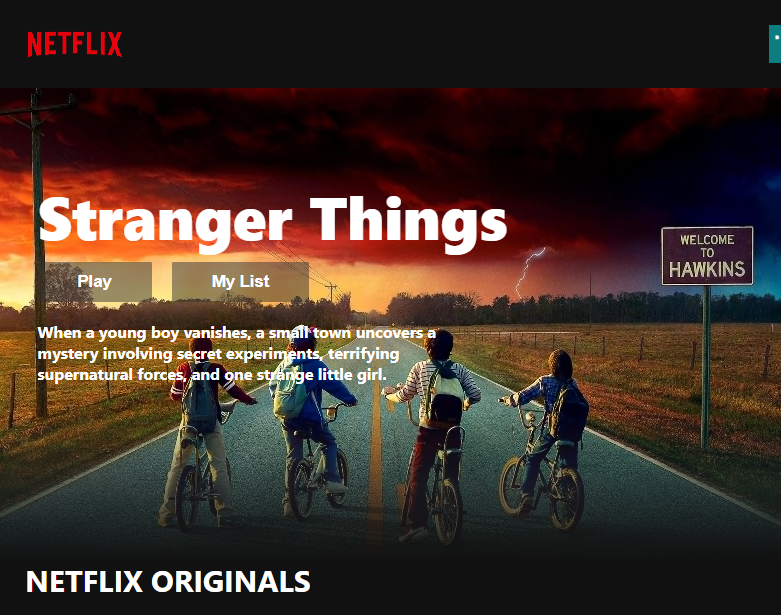 NETFLIX
Stranger Things
Play
My List
WELCOME
TO
HAWKINS
When a young boy vanishes, a small town uncovers a
mystery involving secret experiments, terrifying
supernatural forces, and one strange little girl.
NETFLIX ORIGINALS